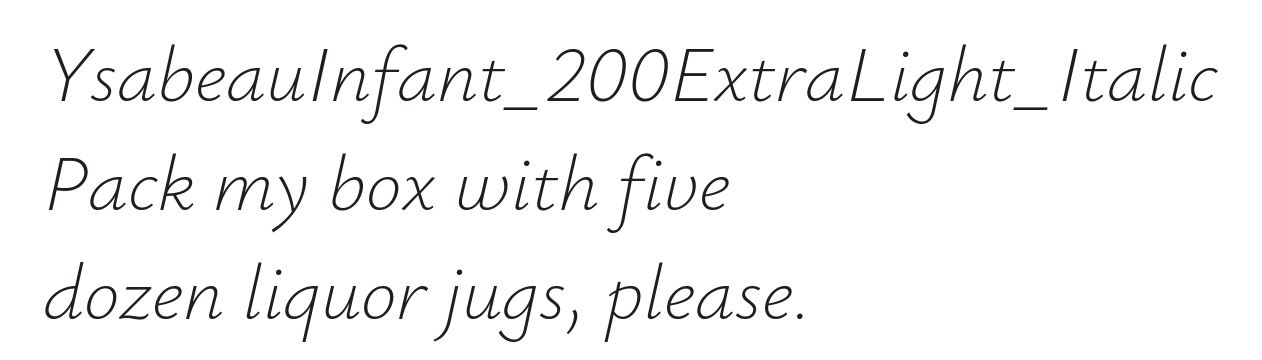 YsabeauInfant_200ExtraLight_Italic
Pack my box with five
dozen liquor jugs, please.